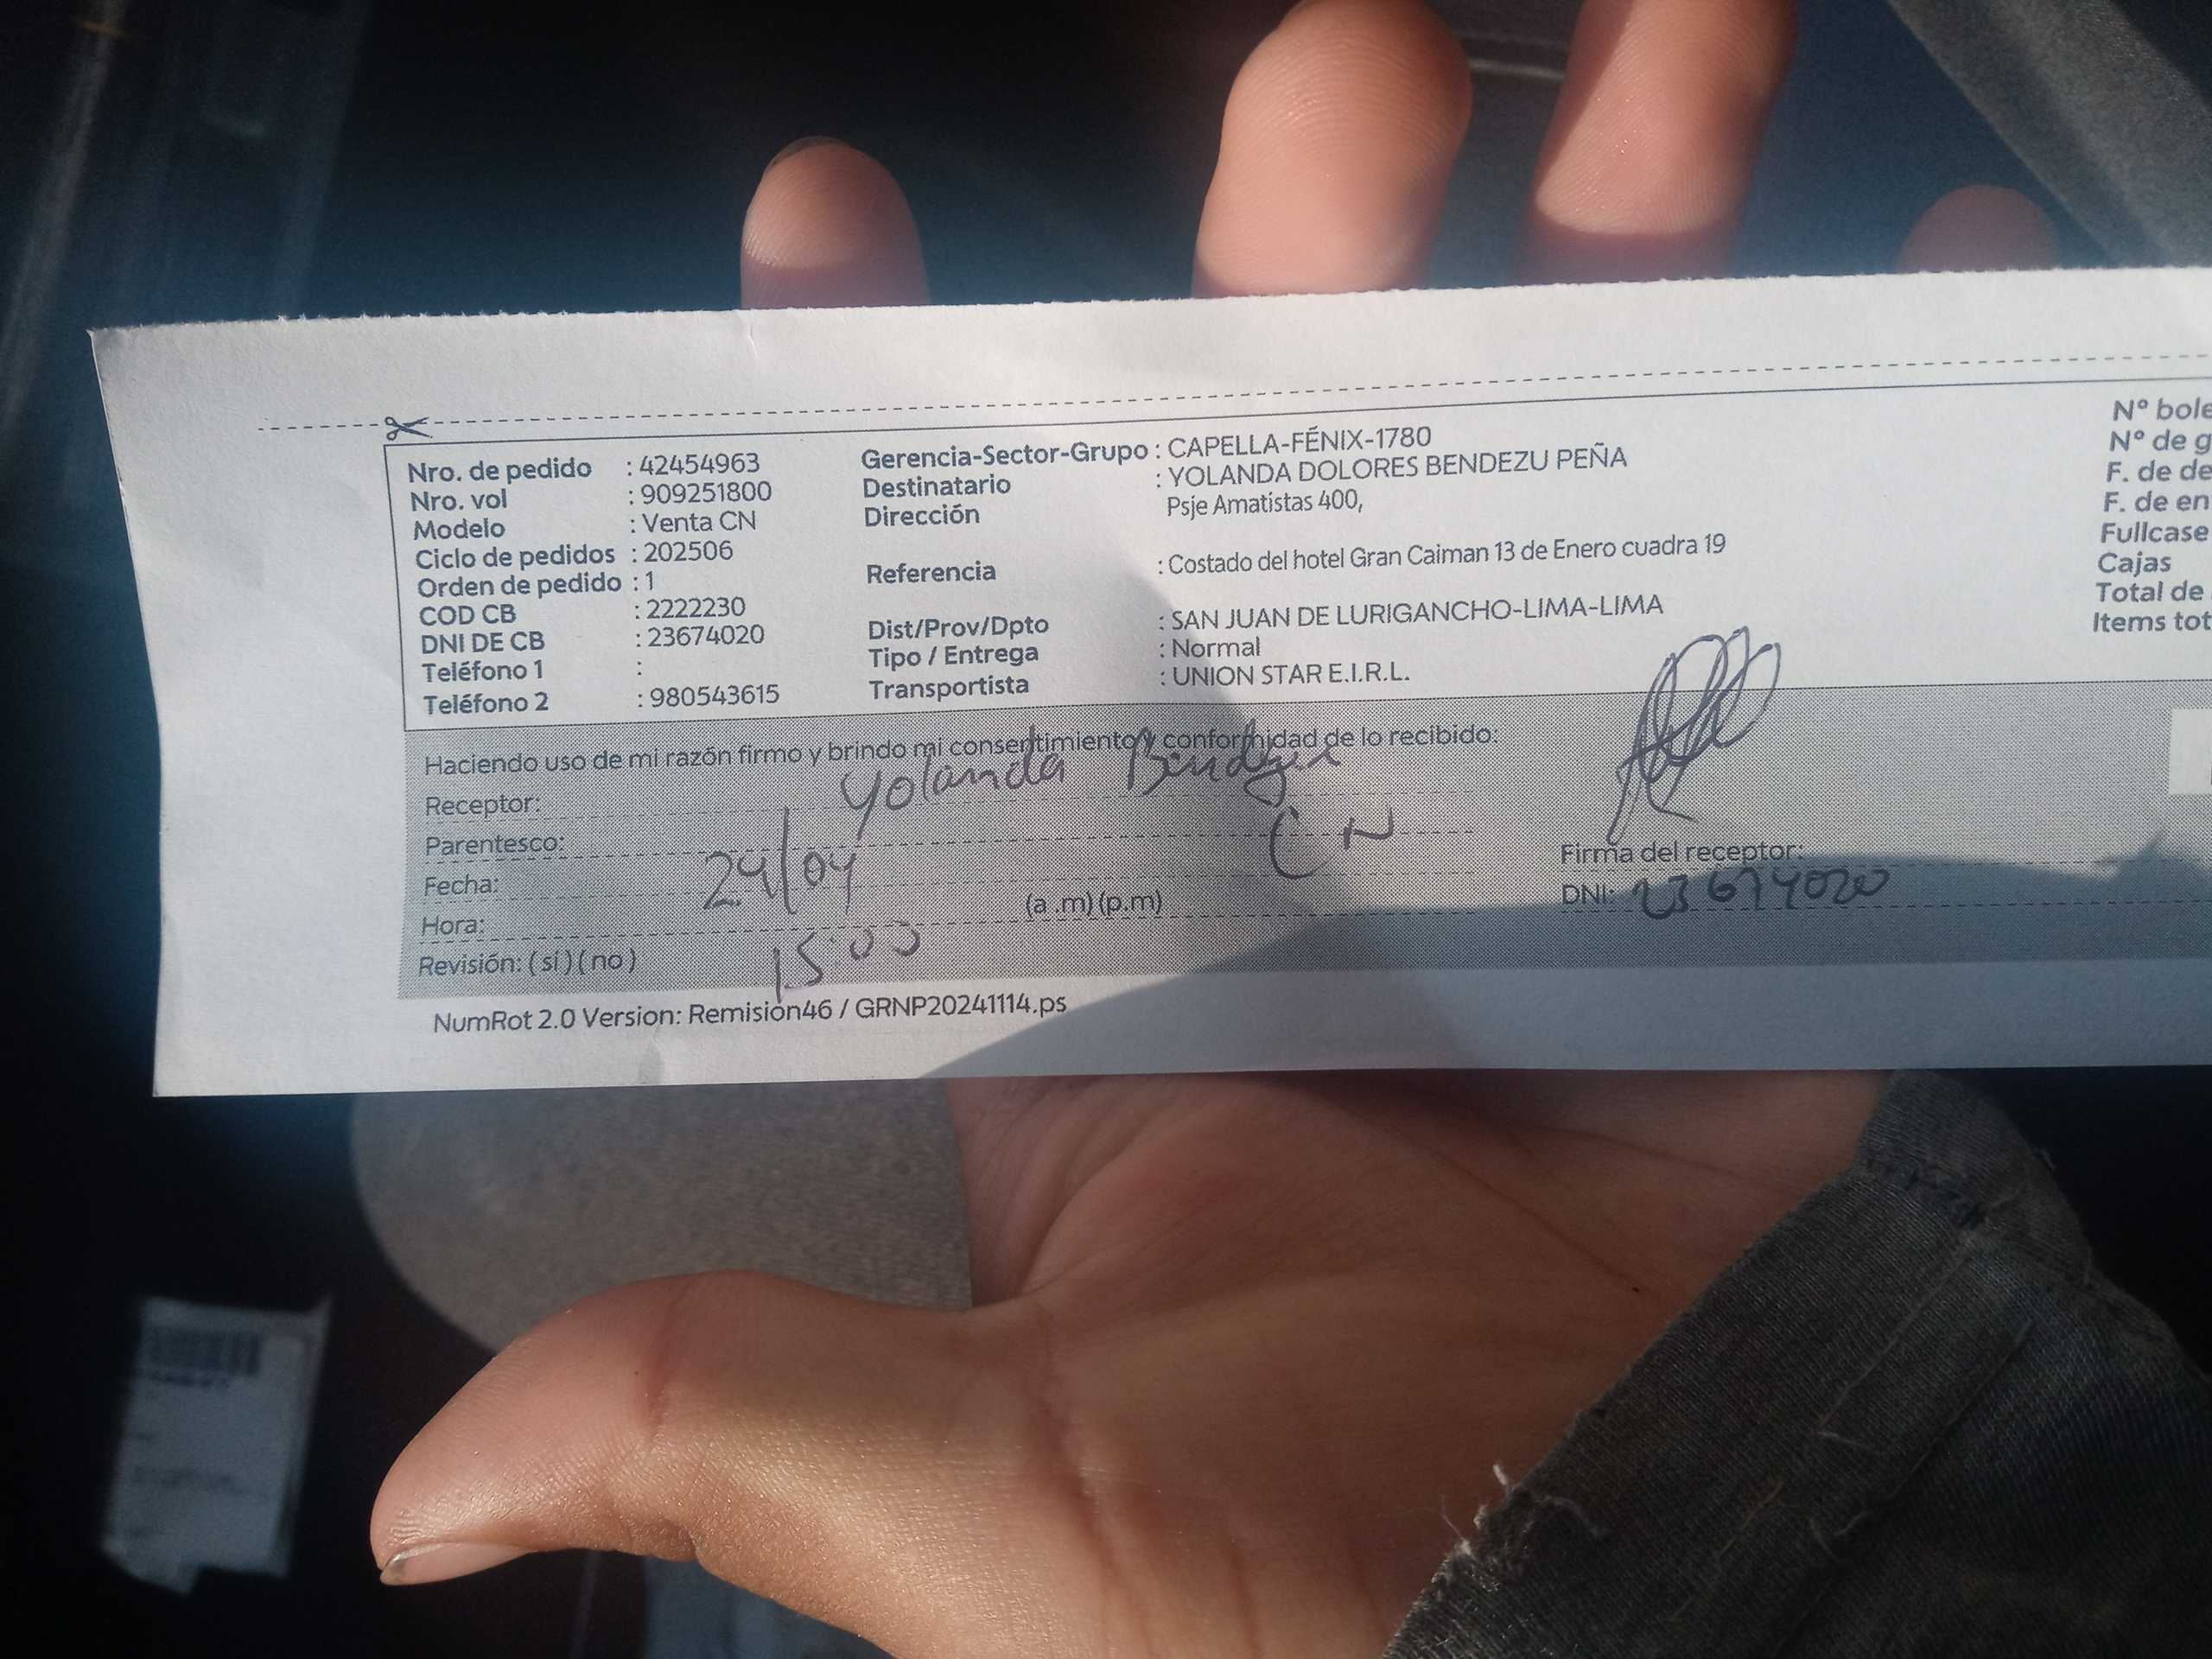 Nro. de pedido : 42454963
Nro. vol : 909251800
Modelo : Venta CN
Ciclo de pedidos : 202506
Orden de pedido : 1
COD CB : 2222230
DNI DE CB : 23674020
Teléfono 1 :
Teléfono 2 : 980543615
Gerencia-Sector-Grupo : CAPELLA-FÉNIX-1780
Destinatario : YOLANDA DOLORES BENDEZU PEÑA
Dirección Psje Amatistas 400,
Referencia : Costado del hotel Gran Caiman 13 de Enero cuadra 19
Dist/Prov/Dpto : SAN JUAN DE LURIGANCHO-LIMA-LIMA
Tipo / Entrega : Normal
Transportista : UNION STAR E.I.R.L.
N° bole
N° de g
F. de de
F. de en
Fullcase
Cajas
Total de
Items tot
Haciendo uso de mi razón firmo y brindo mi consentimiento y conformidad de lo recibido:
Receptor: Yolanda Bendezu
Parentesco: CN
Fecha: 24/04
Hora: 15:00 (a .m) (p.m)
Revisión: ( si ) ( no )
Firma del receptor:
DNI: 23674020
NumRot 2.0 Version: Remisión46 / GRNP20241114.ps